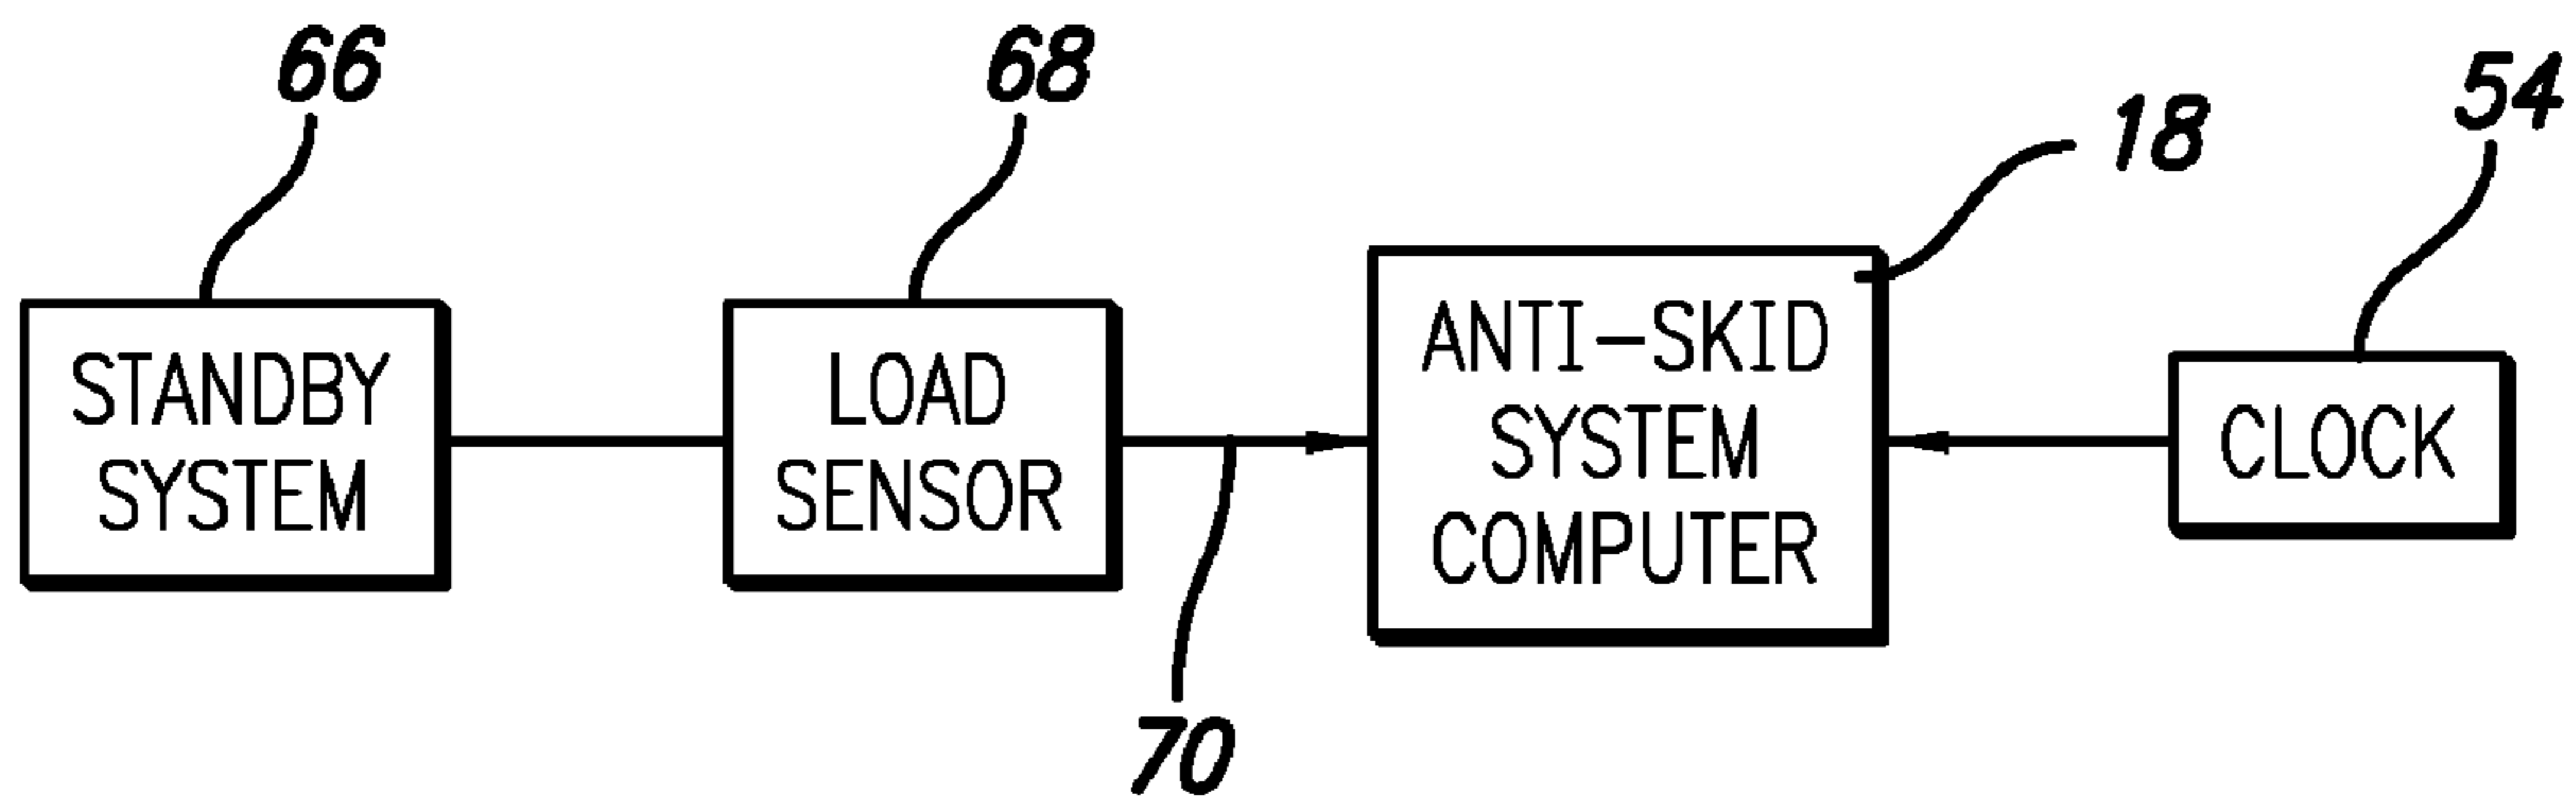 66
68
18
54
STANDBY
SYSTEM
LOAD
SENSOR
ANTI-SKID
SYSTEM
COMPUTER
CLOCK
70